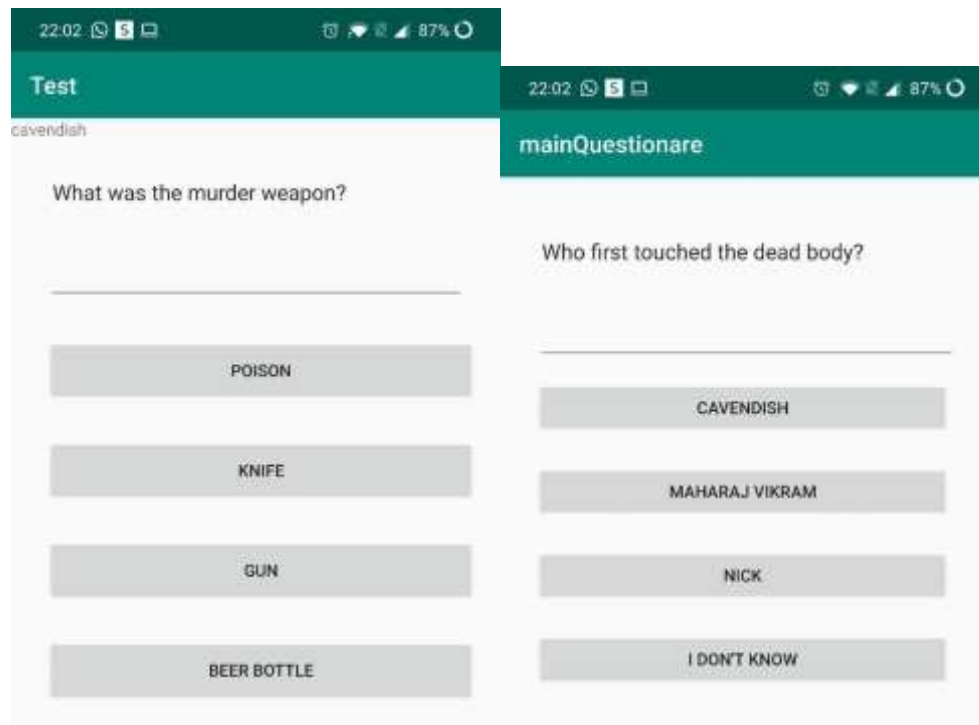 22:02 S 87%
Test
cavendish
What was the murder weapon?
POISON
KNIFE
GUN
BEER BOTTLE
22:02 S 87%
mainQuestionare
Who first touched the dead body?
CAVENDISH
MAHARAJ VIKRAM
NICK
I DON'T KNOW